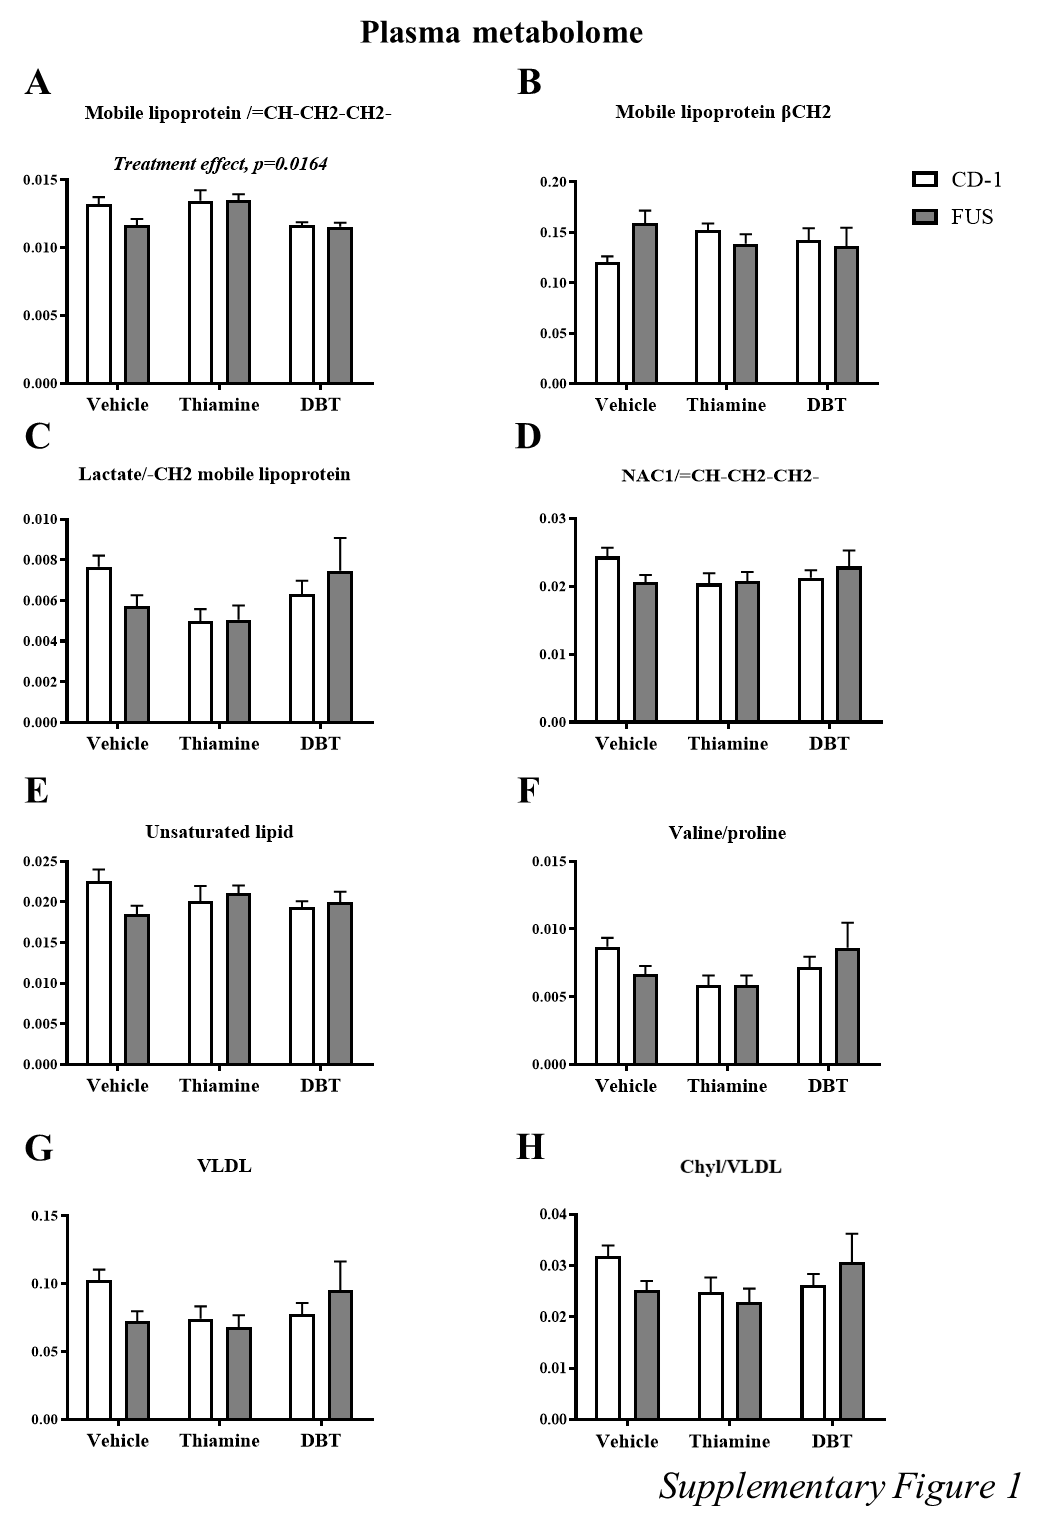 Plasma metabolome
A
B
Mobile lipoprotein /=CH-CH2-CH2-
Mobile lipoprotein βCH2
Treatment effect, p=0.0164
CD-1
FUS
0.015
0.010
0.005
0.000
Vehicle Thiamine DBT
0.20
0.15
0.10
0.05
0.00
Vehicle Thiamine DBT
C
D
Lactate/-CH2 mobile lipoprotein
0.010
0.008
0.006
0.004
0.002
0.000
Vehicle Thiamine DBT
NAC1/=CH-CH2-CH2-
0.03
0.02
0.01
0.00
Vehicle Thiamine DBT
E
F
Unsaturated lipid
0.025
0.020
0.015
0.010
0.005
0.000
Vehicle Thiamine DBT
Valine/proline
0.015
0.010
0.005
0.000
Vehicle Thiamine DBT
G
H
VLDL
0.15
0.10
0.05
0.00
Vehicle Thiamine DBT
Chyl/VLDL
0.04
0.03
0.02
0.01
0.00
Vehicle Thiamine DBT
Supplementary Figure 1